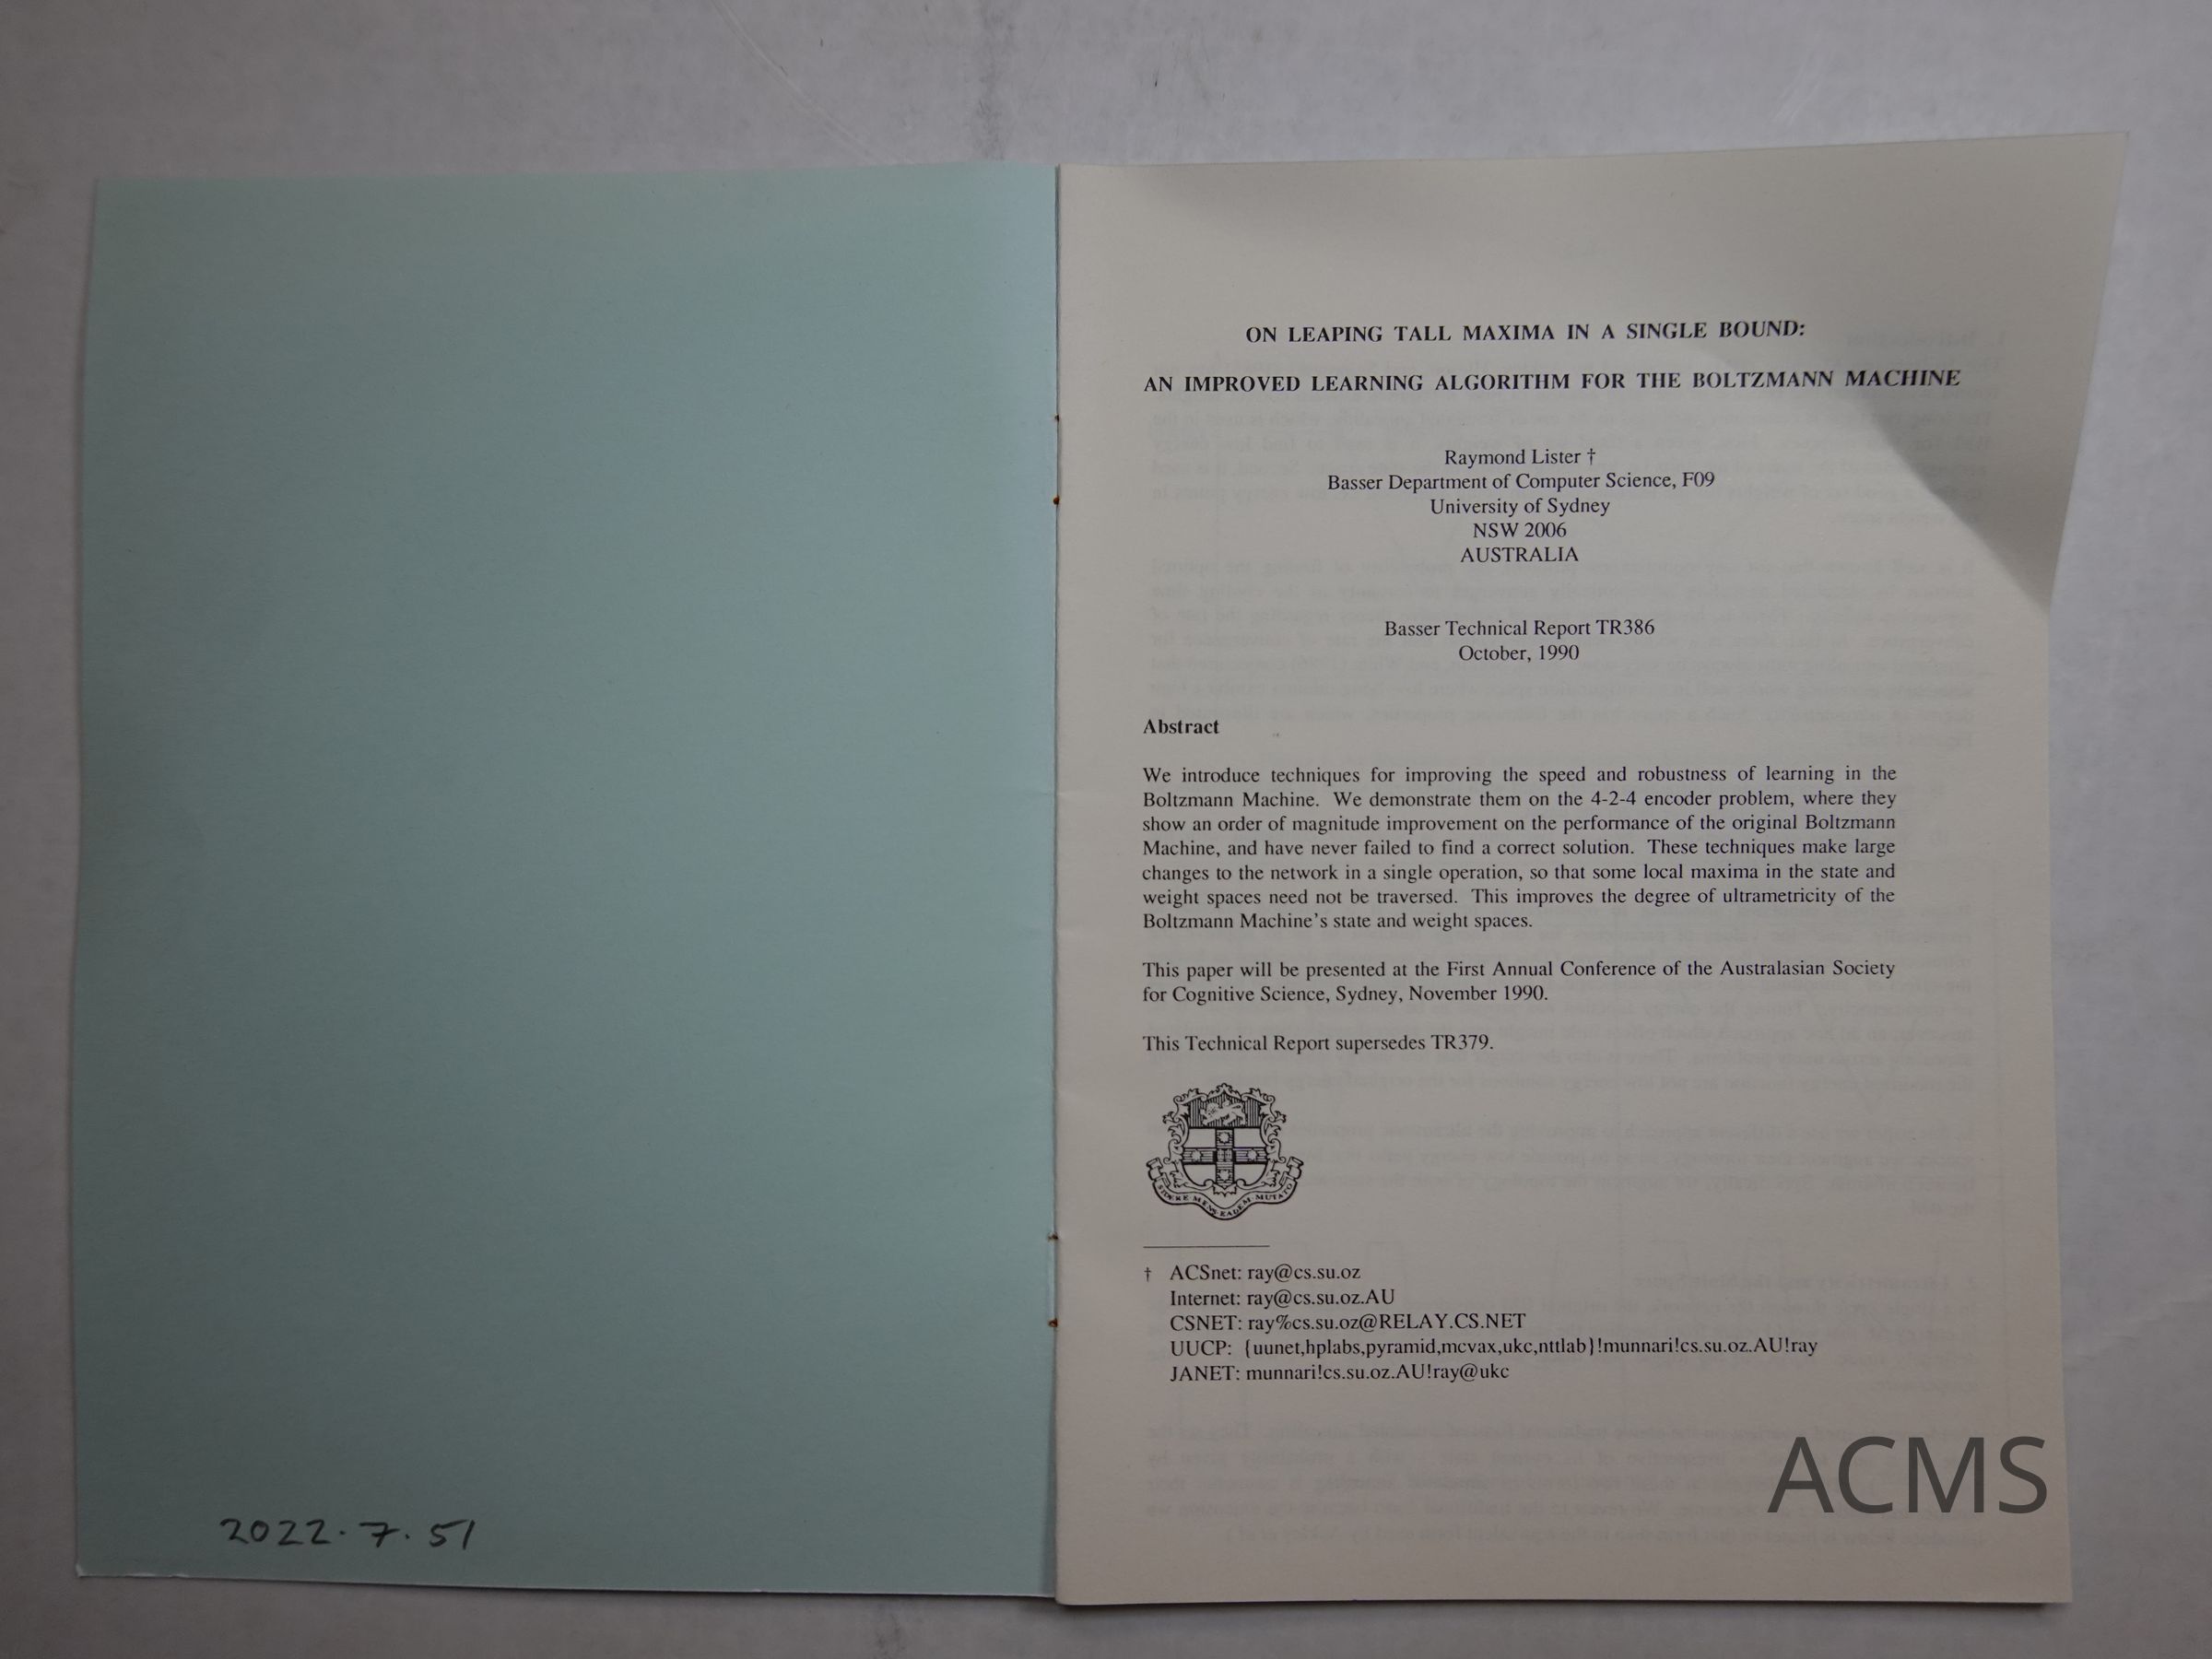 2022.7.51
ON LEAPING TALL MAXIMA IN A SINGLE BOUND:
AN IMPROVED LEARNING ALGORITHM FOR THE BOLTZMANN MACHINE
Raymond Lister †
Basser Department of Computer Science, F09
University of Sydney
NSW 2006
AUSTRALIA
Basser Technical Report TR386
October, 1990
Abstract
We introduce techniques for improving the speed and robustness of learning in the
Boltzmann Machine. We demonstrate them on the 4-2-4 encoder problem, where they
show an order of magnitude improvement on the performance of the original Boltzmann
Machine, and have never failed to find a correct solution. These techniques make large
changes to the network in a single operation, so that some local maxima in the state and
weight spaces need not be traversed. This improves the degree of ultrametricity of the
Boltzmann Machine's state and weight spaces.
This paper will be presented at the First Annual Conference of the Australasian Society
for Cognitive Science, Sydney, November 1990.
This Technical Report supersedes TR379.
SIDERE·MENS·EADEM·MUTATO
† ACSnet: ray@cs.su.oz
Internet: ray@cs.su.oz.AU
CSNET: ray%cs.su.oz@RELAY.CS.NET
UUCP: {uunet,hplabs,pyramid,mcvax,ukc,nttlab}!munnari!cs.su.oz.AU!ray
JANET: munnari!cs.su.oz.AU!ray@ukc
ACMS